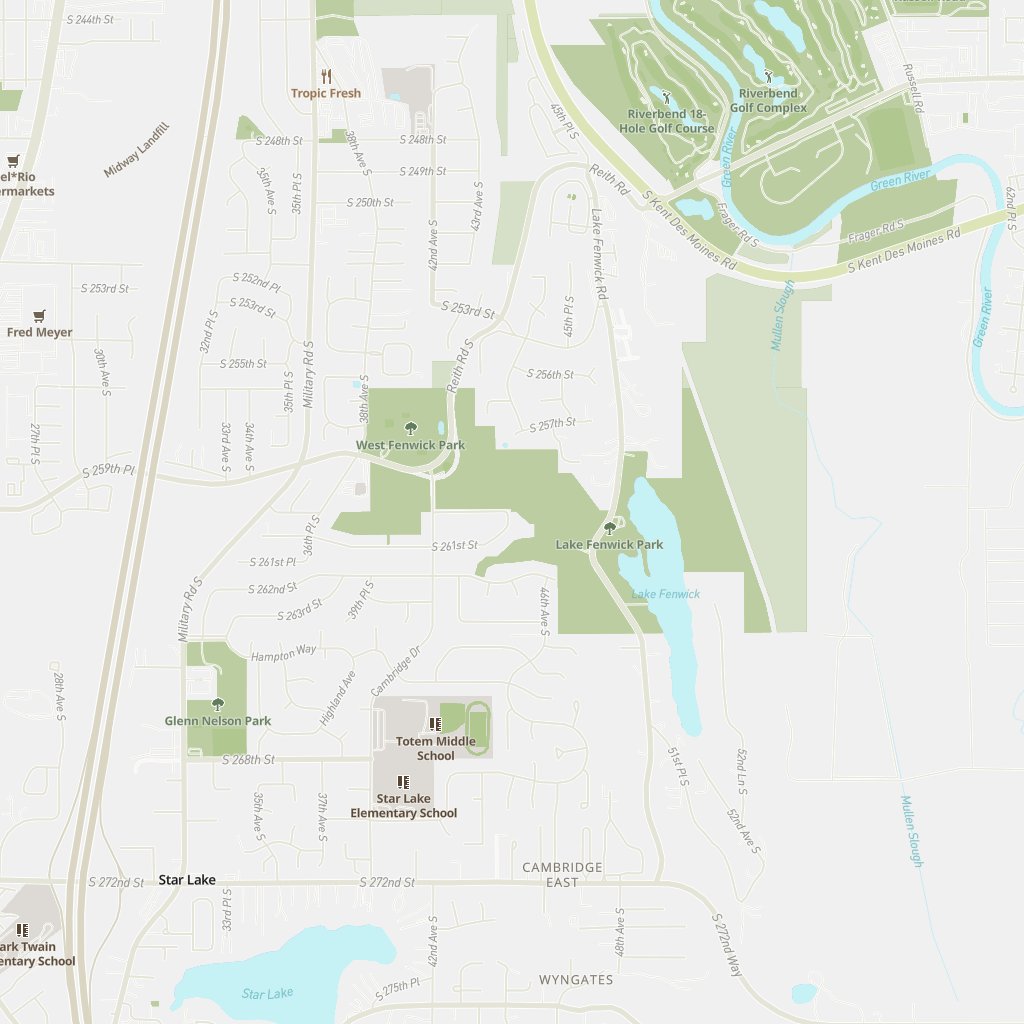 S 244th St
Tropic Fresh
Riverbend
Golf Complex
Riverbend 18-
Hole Golf Course
Russell Rd
45th Pl S
Midway Landfill
S 248th St
38th Ave S
S 248th St
Green River
Reith Rd
Green River
S 249th St
35th Ave S
35th Pl S
43rd Ave S
S 250th St
S Kent Des Moines Rd
62nd Pl S
Frager Rd S
Frager Rd S
42nd Ave S
Lake Fenwick Rd
S Kent Des Moines Rd
S 252nd Pl
S 253rd St
S 253rd St
S 253rd St
Mullen Slough
Green River
45th Pl S
Fred Meyer
32nd Pl S
30th Ave S
S 255th St
35th Pl S
Military Rd S
Reith Rd S
S 256th St
38th Ave S
S 257th St
27th Pl S
33rd Ave S
34th Ave S
West Fenwick Park
S 259th Pl
36th Pl S
S 261st St
Lake Fenwick Park
S 261st Pl
S 262nd St
39th Pl S
Lake Fenwick
S 263rd St
46th Ave S
Military Rd S
Hampton Way
Cambridge Dr
28th Ave S
Highland Ave
Glenn Nelson Park
Totem Middle
School
S 268th St
51st Pl S
52nd Ln S
Star Lake
Elementary School
35th Ave S
37th Ave S
52nd Ave S
Mullen Slough
CAMBRIDGE
EAST
S 272nd St
Star Lake
S 272nd St
33rd Pl S
42nd Ave S
48th Ave S
S 272nd Way
S 275th Pl
WYNGATES
Star Lake